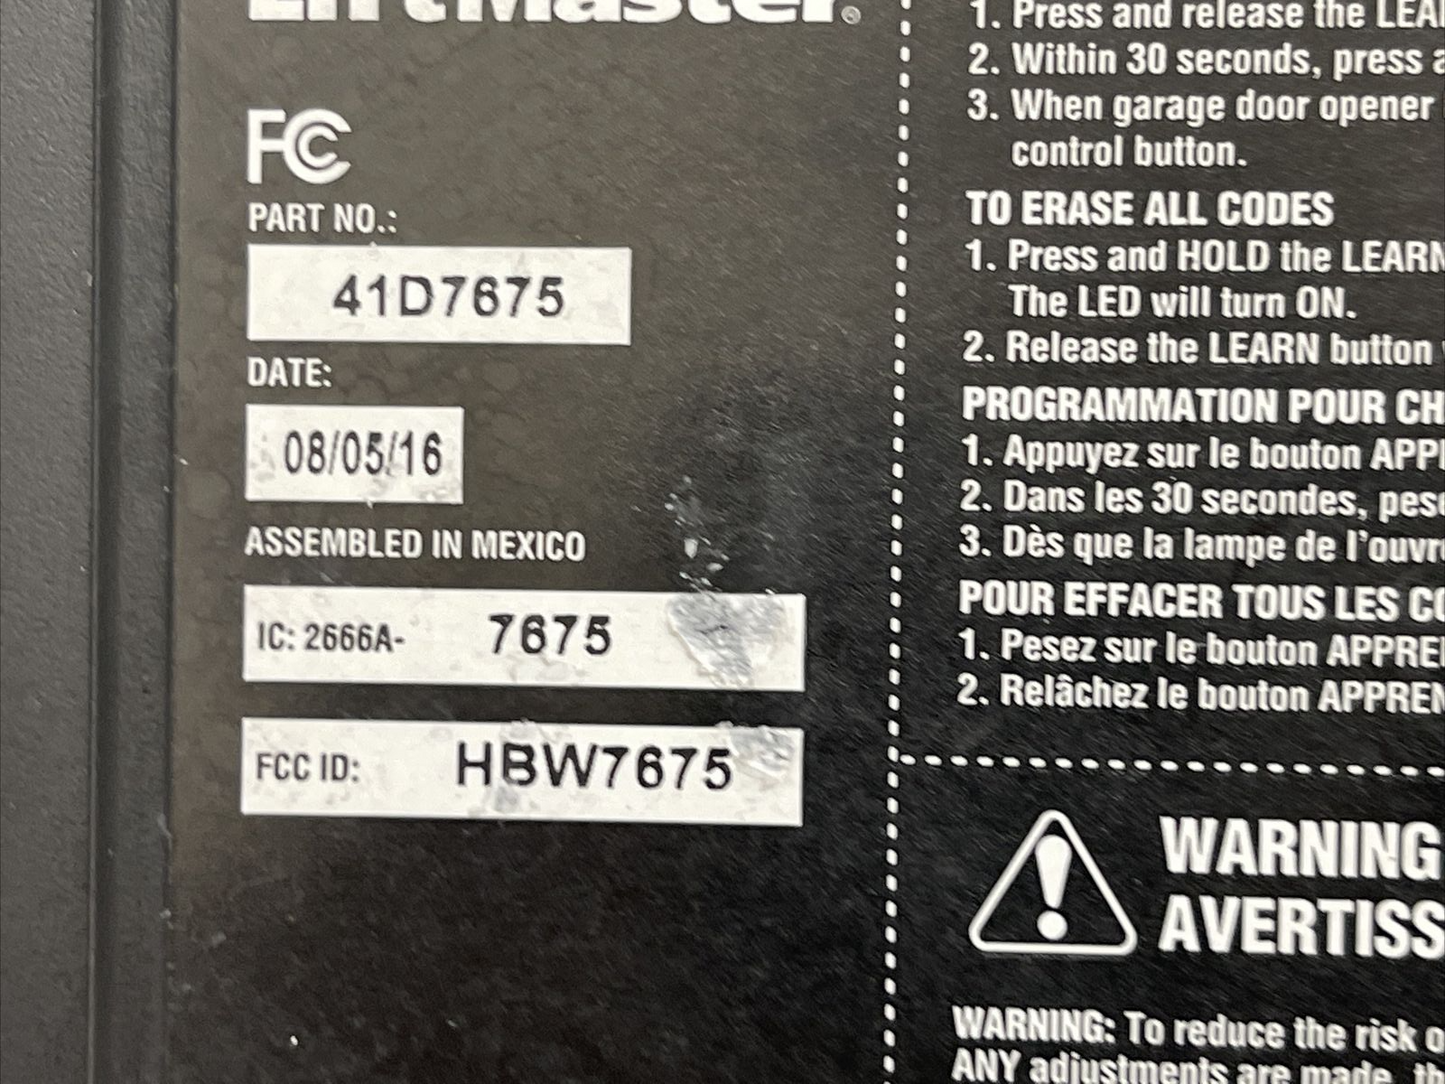 LiftMaster®
FC
PART NO.:
41D7675
DATE:
08/05/16
ASSEMBLED IN MEXICO
IC: 2666A- 7675
FCC ID: HBW7675
1. Press and release the
2. Within 30 seconds, press
3. When garage door opener
control button.
TO ERASE ALL CODES
1. Press and HOLD the LEARN
The LED will turn ON.
2. Release the LEARN button
PROGRAMMATION POUR
1. Appuyez sur le bouton
2. Dans les 30 secondes,
3. Dès que la lampe de
POUR EFFACER TOUS LES
1. Pesez sur le bouton
2. Relâchez le bouton
WARNING
WARNING: To reduce the risk
ANY adjustments are made,